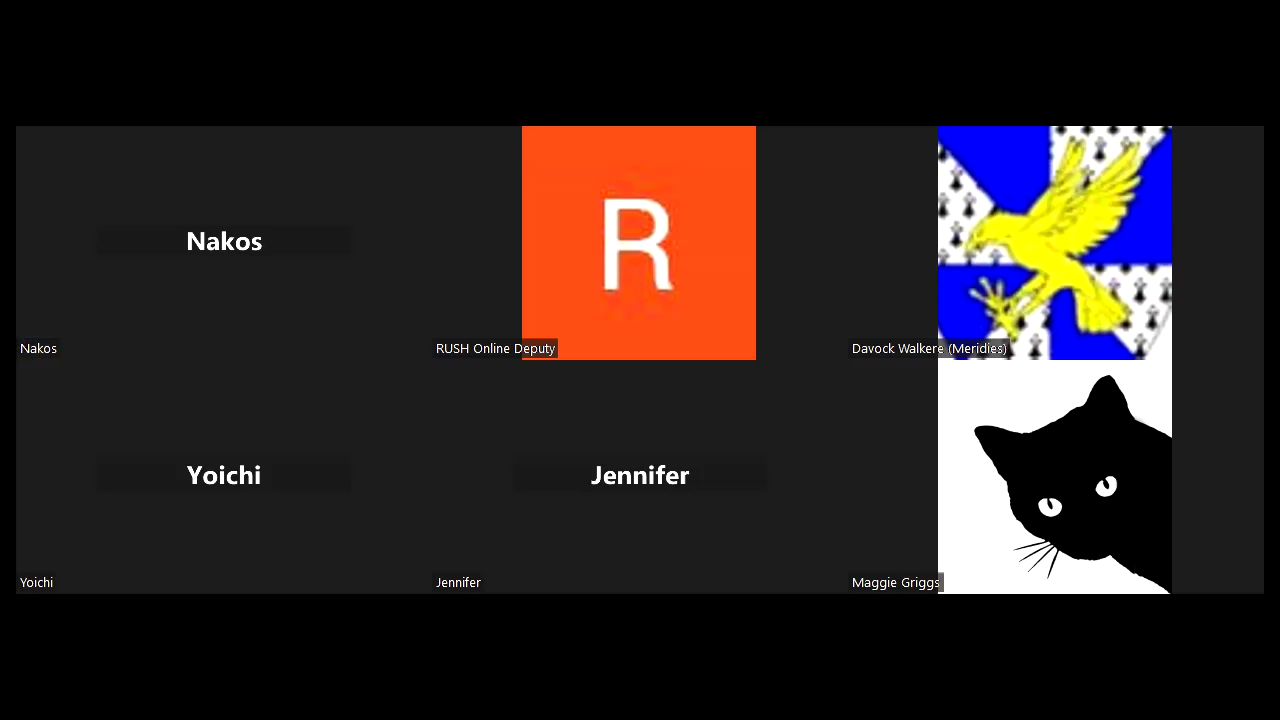 Nakos
Nakos
R
RUSH Online Deputy
Davock Walkere (Meridies)
Yoichi
Yoichi
Jennifer
Jennifer
Maggie Griggs